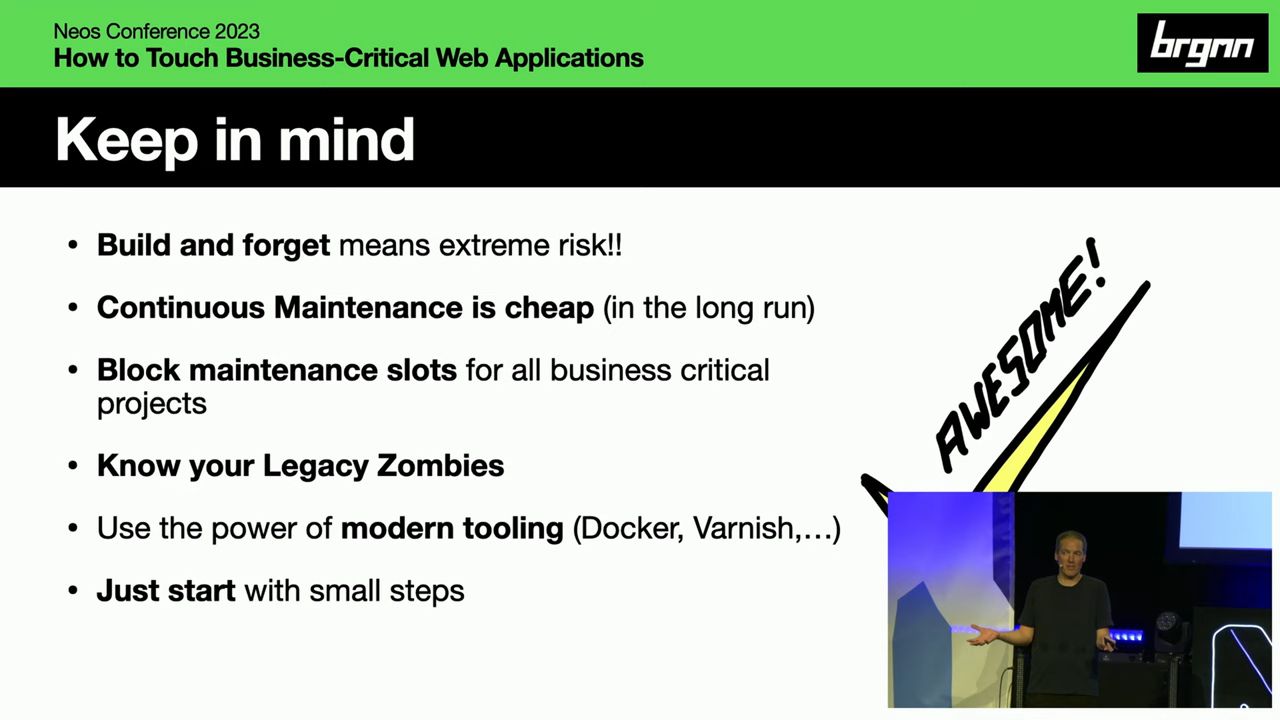 Neos Conference 2023
How to Touch Business-Critical Web Applications
brgnn
Keep in mind
• Build and forget means extreme risk!!
• Continuous Maintenance is cheap (in the long run)
• Block maintenance slots for all business critical
projects
• Know your Legacy Zombies
• Use the power of modern tooling (Docker, Varnish,…)
• Just start with small steps
AWESOME!